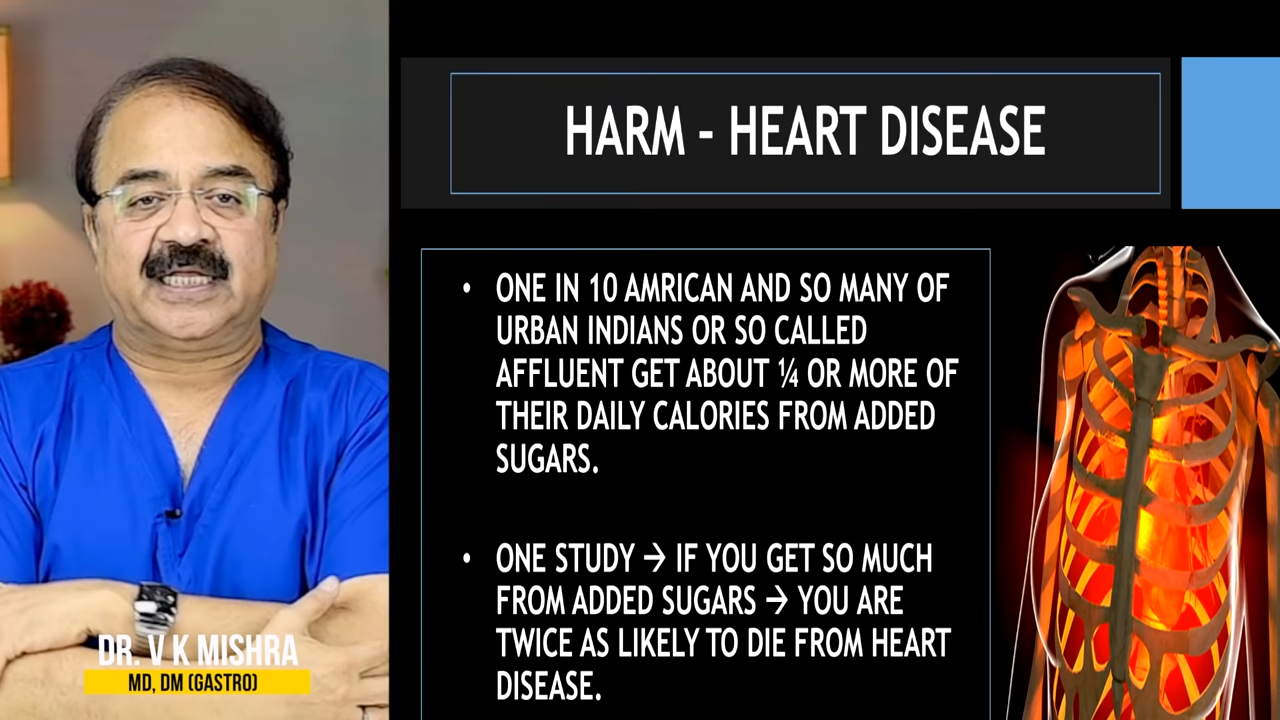 HARM - HEART DISEASE
• ONE IN 10 AMRICAN AND SO MANY OF
URBAN INDIANS OR SO CALLED
AFFLUENT GET ABOUT ¼ OR MORE OF
THEIR DAILY CALORIES FROM ADDED
SUGARS.
• ONE STUDY → IF YOU GET SO MUCH
FROM ADDED SUGARS → YOU ARE
TWICE AS LIKELY TO DIE FROM HEART
DISEASE.
DR. V K MISHRA
MD, DM (GASTRO)